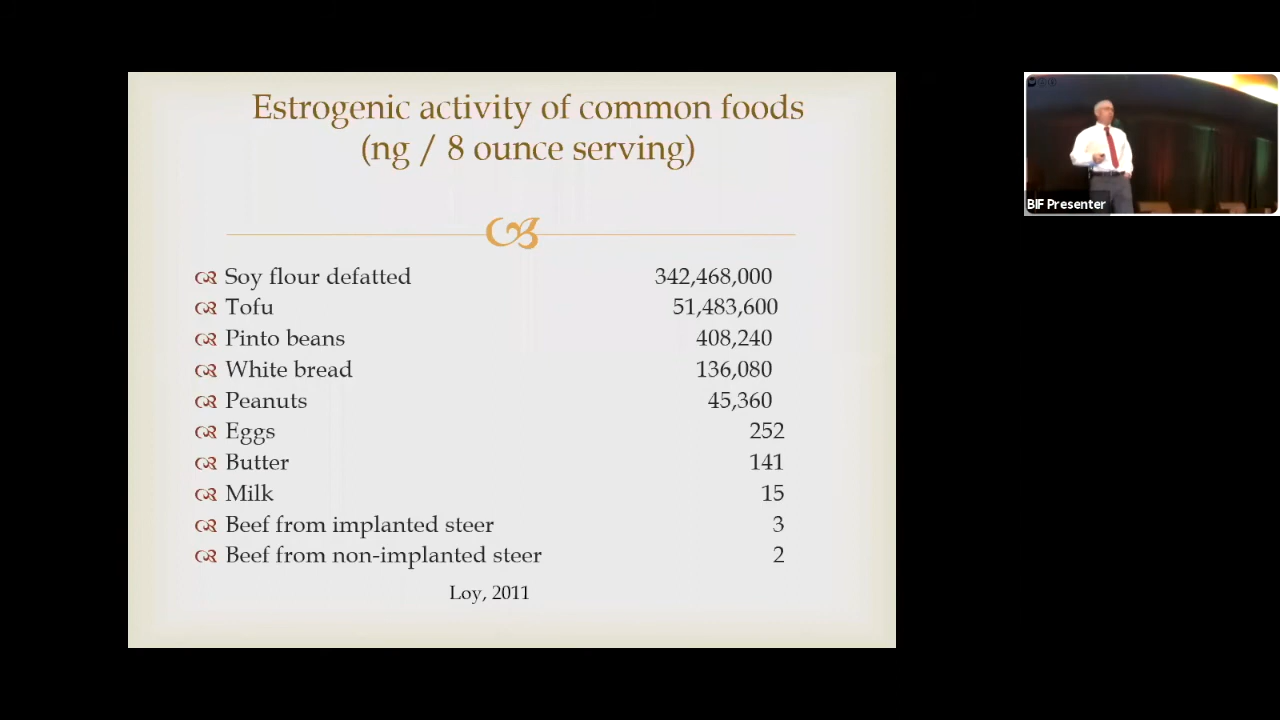 Estrogenic activity of common foods
(ng / 8 ounce serving)
Soy flour defatted 342,468,000
Tofu 51,483,600
Pinto beans 408,240
White bread 136,080
Peanuts 45,360
Eggs 252
Butter 141
Milk 15
Beef from implanted steer 3
Beef from non-implanted steer 2
Loy, 2011
BIF Presenter